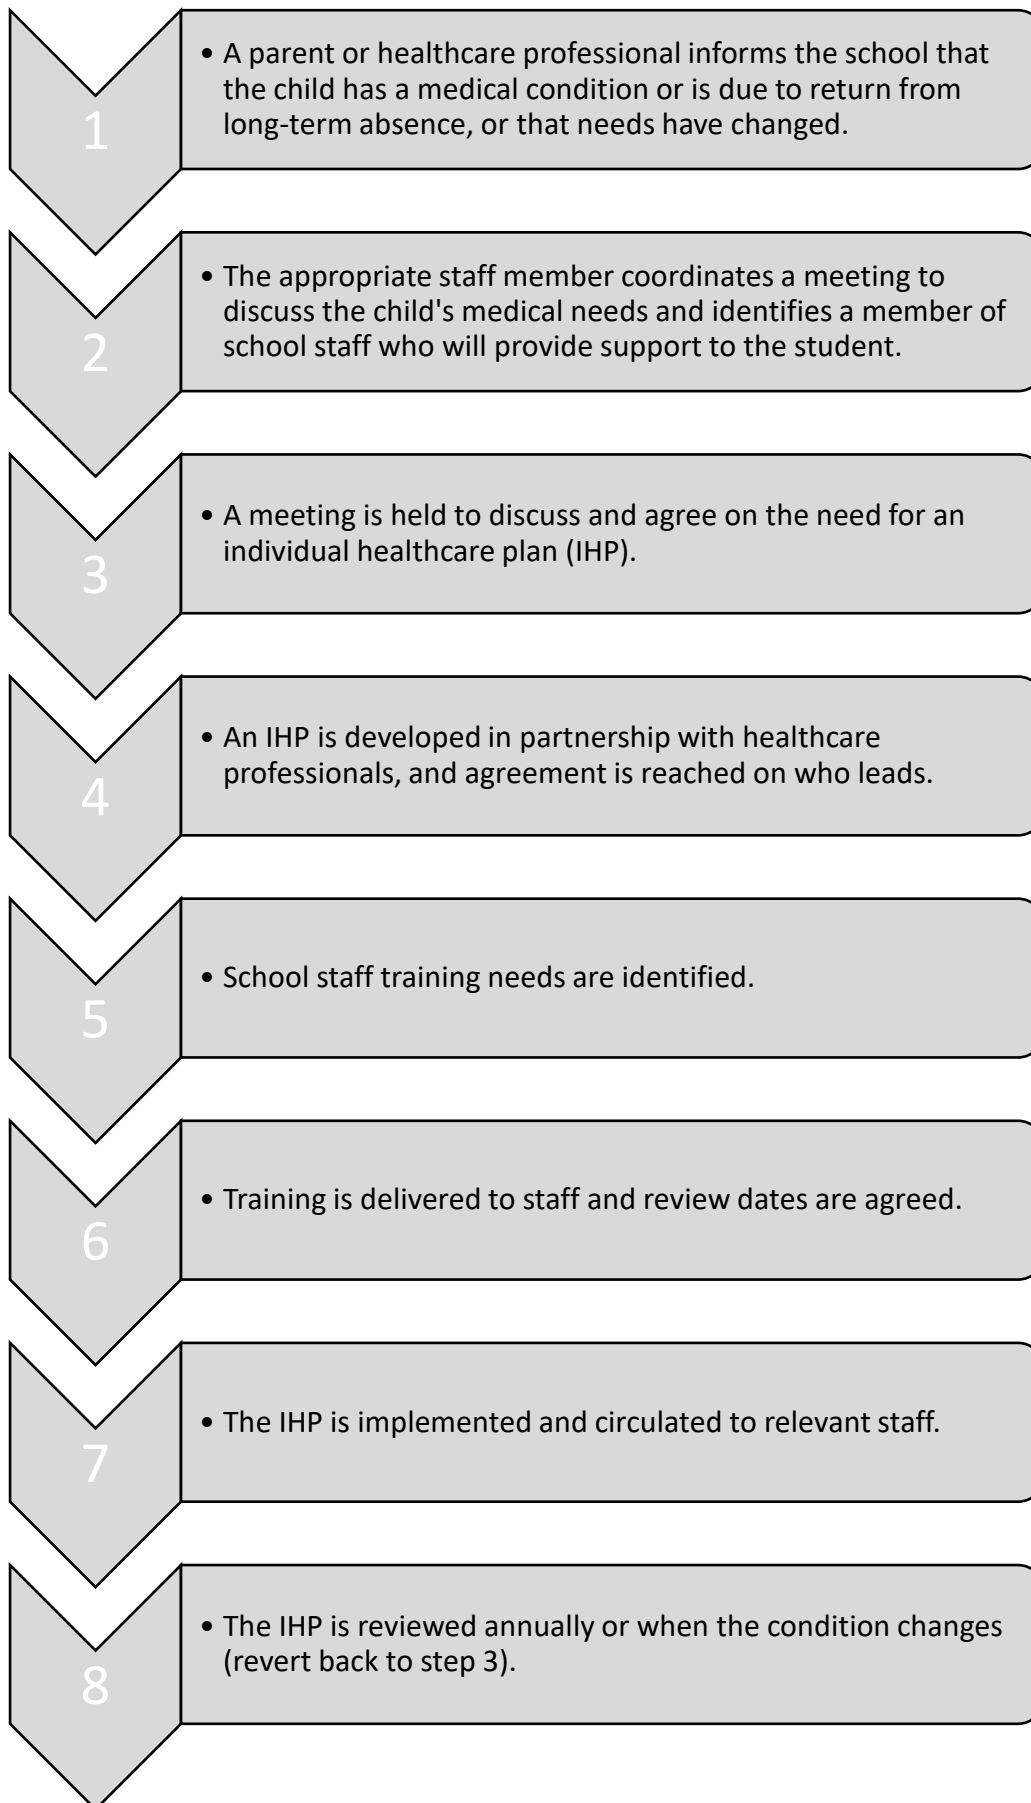 1
• A parent or healthcare professional informs the school that
the child has a medical condition or is due to return from
long-term absence, or that needs have changed.
2
• The appropriate staff member coordinates a meeting to
discuss the child's medical needs and identifies a member of
school staff who will provide support to the student.
3
• A meeting is held to discuss and agree on the need for an
individual healthcare plan (IHP).
4
• An IHP is developed in partnership with healthcare
professionals, and agreement is reached on who leads.
5
• School staff training needs are identified.
6
• Training is delivered to staff and review dates are agreed.
7
• The IHP is implemented and circulated to relevant staff.
8
• The IHP is reviewed annually or when the condition changes
(revert back to step 3).